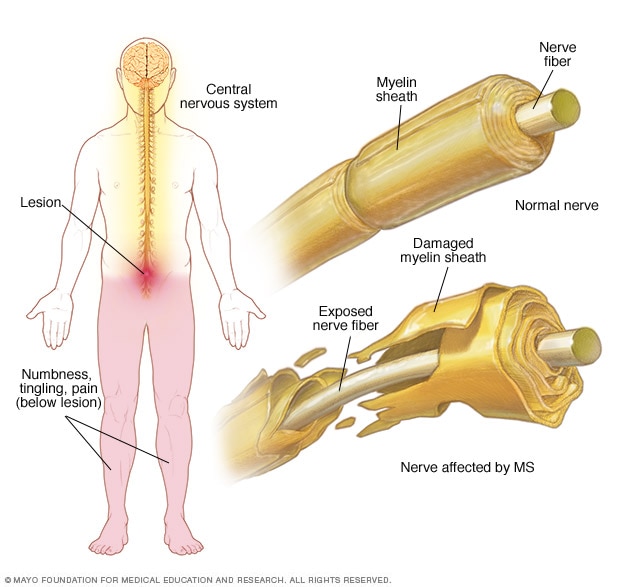 Nerve
fiber
Myelin
sheath
Central
nervous system
Lesion
Normal nerve
Damaged
myelin sheath
Exposed
nerve fiber
Numbness,
tingling, pain
(below lesion)
Nerve affected by MS
© MAYO FOUNDATION FOR MEDICAL EDUCATION AND RESEARCH. ALL RIGHTS RESERVED.